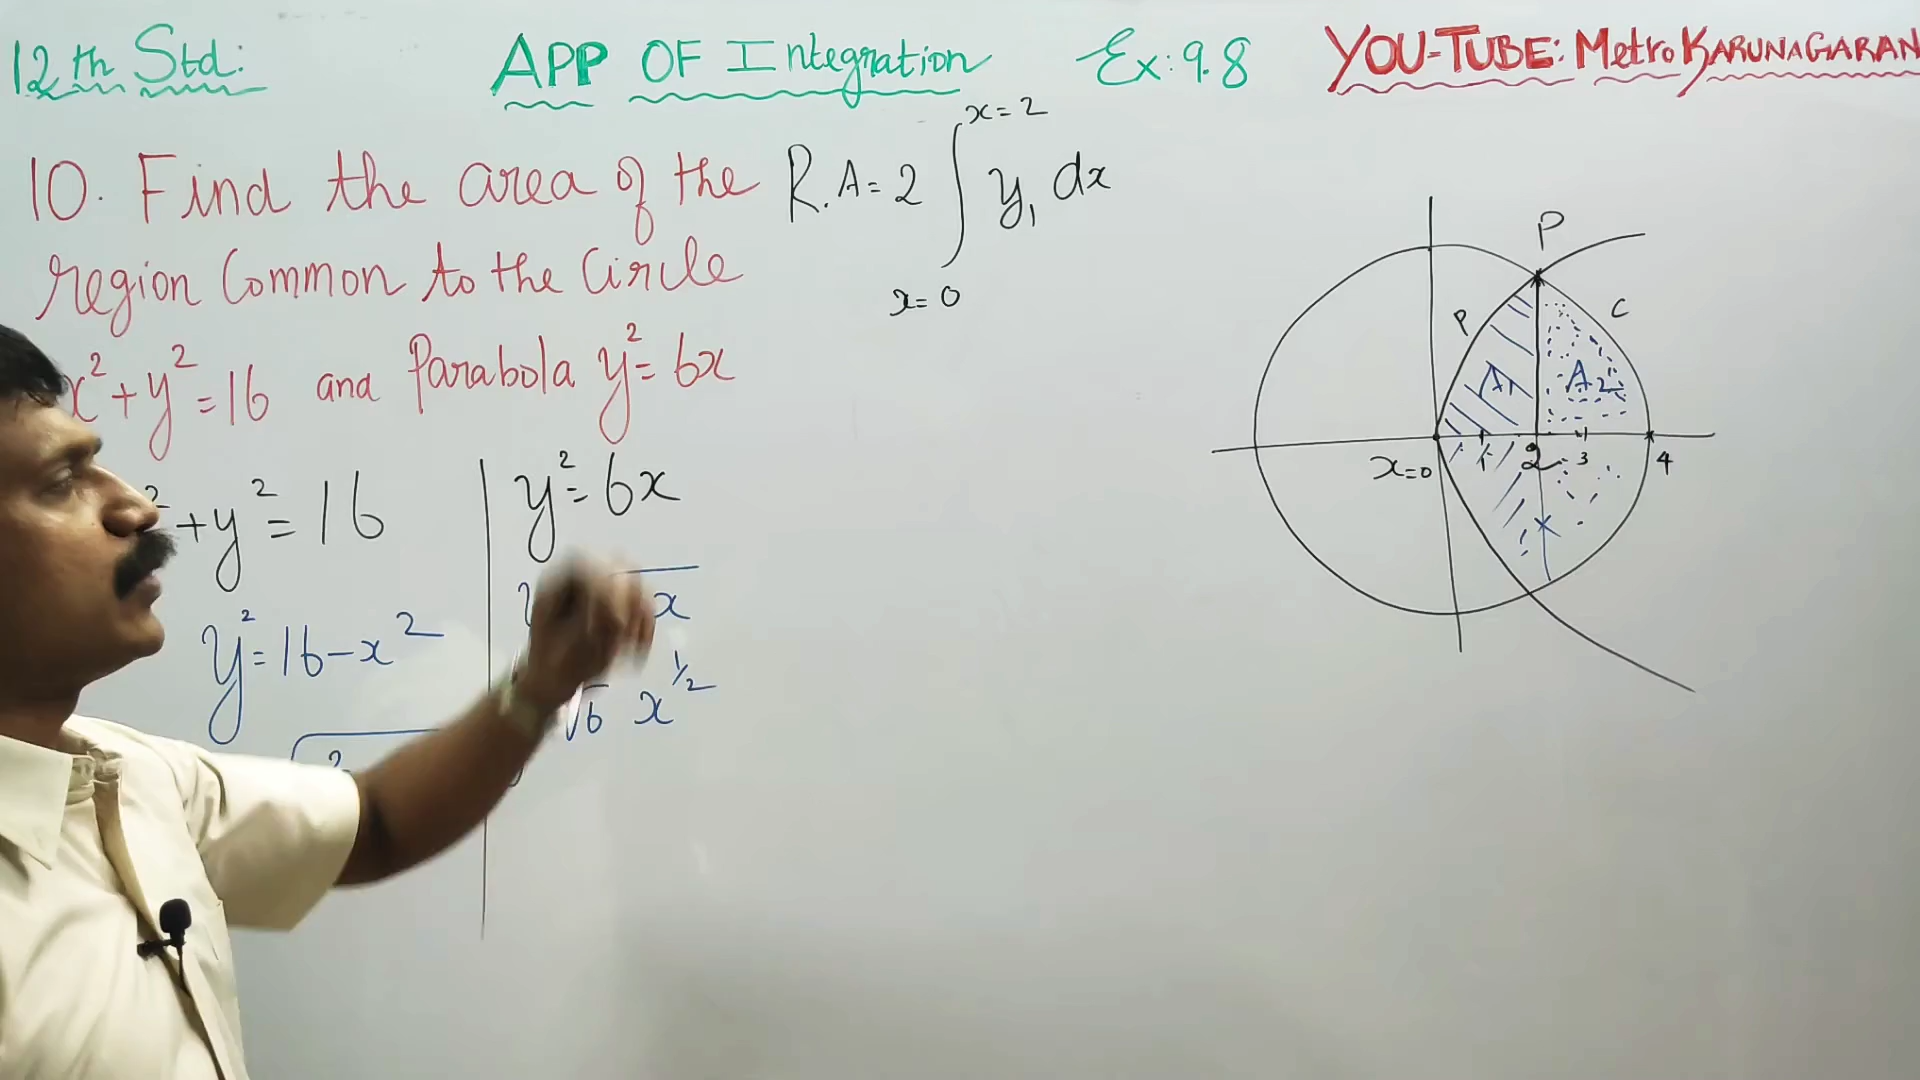 12th Std: APP OF Integration Ex: 9.8 YOU-TUBE: Metro KARUNAGARAN
10. Find the area of the
region Common to the Circle
x²+y²=16 and Parabola y²=6x
R.A=2∫ y₁ dx
x=2
x=0
+y²=16
y²=16-x²
y²=6x
x
√6 x^1/2
P
P
C
A₁
A₂
x=0
1
2
3
4